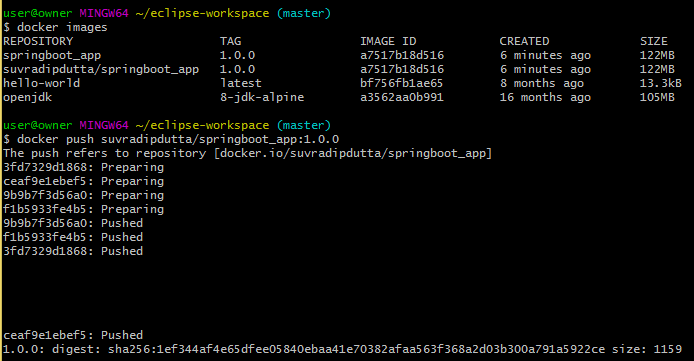 user@owner MINGW64 ~/eclipse-workspace (master)
$ docker images
REPOSITORY TAG IMAGE ID CREATED SIZE
springboot_app 1.0.0 a7517b18d516 6 minutes ago 122MB
suvradipdutta/springboot_app 1.0.0 a7517b18d516 6 minutes ago 122MB
hello-world latest bf756fb1ae65 8 months ago 13.3kB
openjdk 8-jdk-alpine a3562aa0b991 16 months ago 105MB
user@owner MINGW64 ~/eclipse-workspace (master)
$ docker push suvradipdutta/springboot_app:1.0.0
The push refers to repository [docker.io/suvradipdutta/springboot_app]
3fd7329d1868: Preparing
ceaf9e1ebef5: Preparing
9b9b7f3d56a0: Preparing
f1b5933fe4b5: Preparing
9b9b7f3d56a0: Pushed
f1b5933fe4b5: Pushed
3fd7329d1868: Pushed
ceaf9e1ebef5: Pushed
1.0.0: digest: sha256:1ef344af4e65dfee05840ebaa41e70382afaa563f368a2d03b300a791a5922ce size: 1159